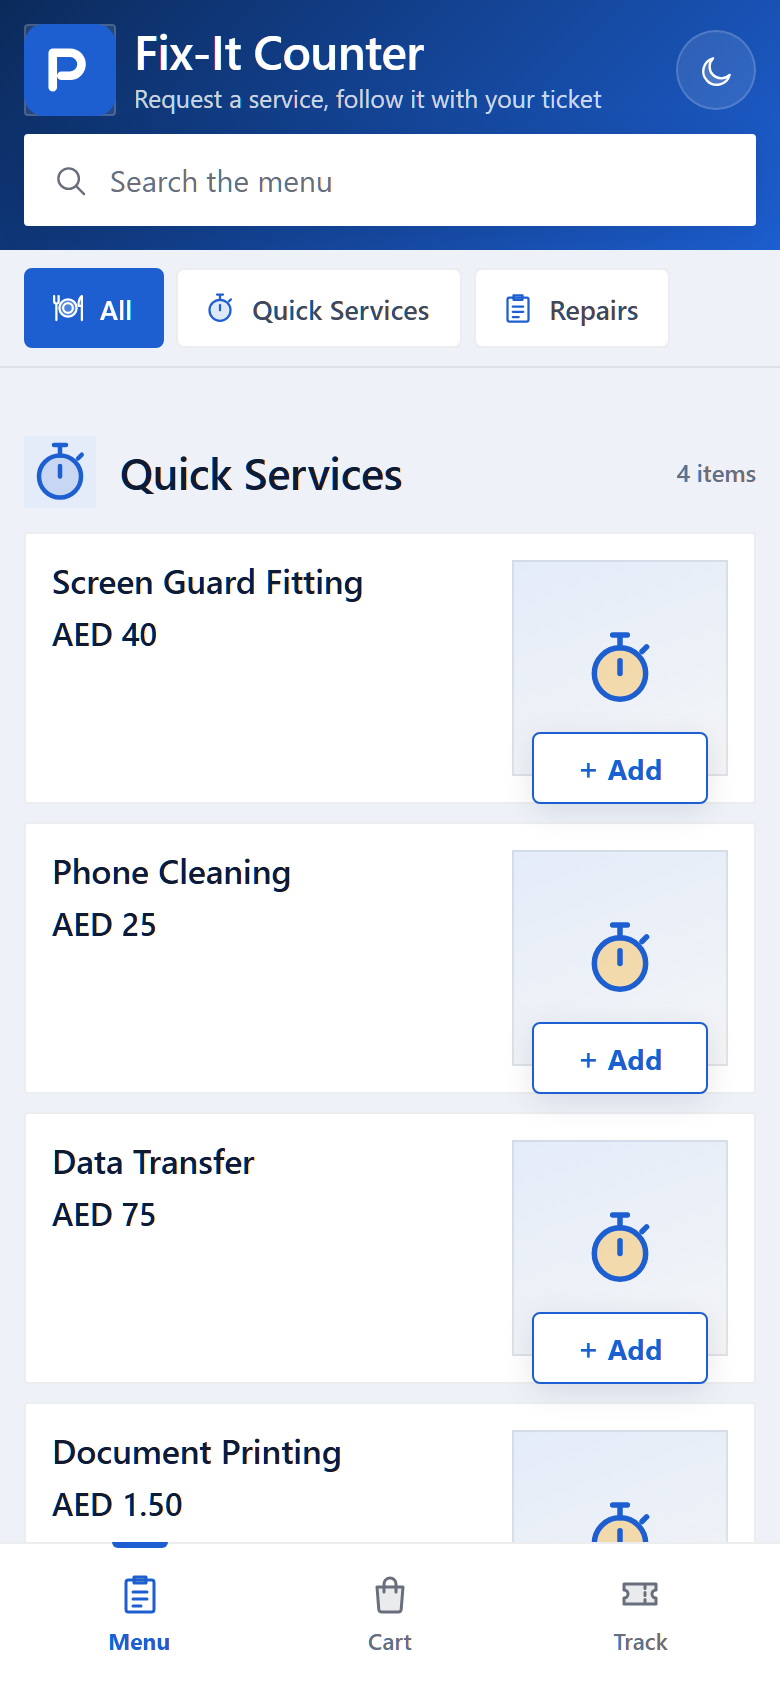 P
Fix-It Counter
Request a service, follow it with your ticket
Search the menu
All
Quick Services
Repairs
Quick Services
4 items
Screen Guard Fitting
AED 40
+ Add
Phone Cleaning
AED 25
+ Add
Data Transfer
AED 75
+ Add
Document Printing
AED 1.50
Menu
Cart
Track